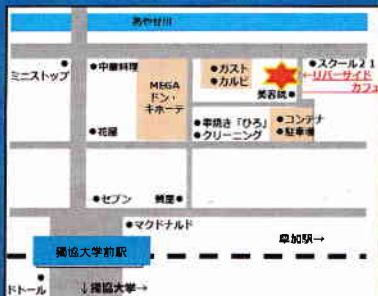 あやせ川
ミニストップ
●中華料理
MEGA
ドン・
キホーテ
●ガスト
●カルビ
美容院●
●スクール21
←リバーサイド
カフェ
●花屋
●串焼き「ひろ」
●クリーニング
●コンテナ
●駐車場
●セブン
質屋●
●マクドナルド
獨協大学前駅
草加駅→
ドトール
↓獨協大学→